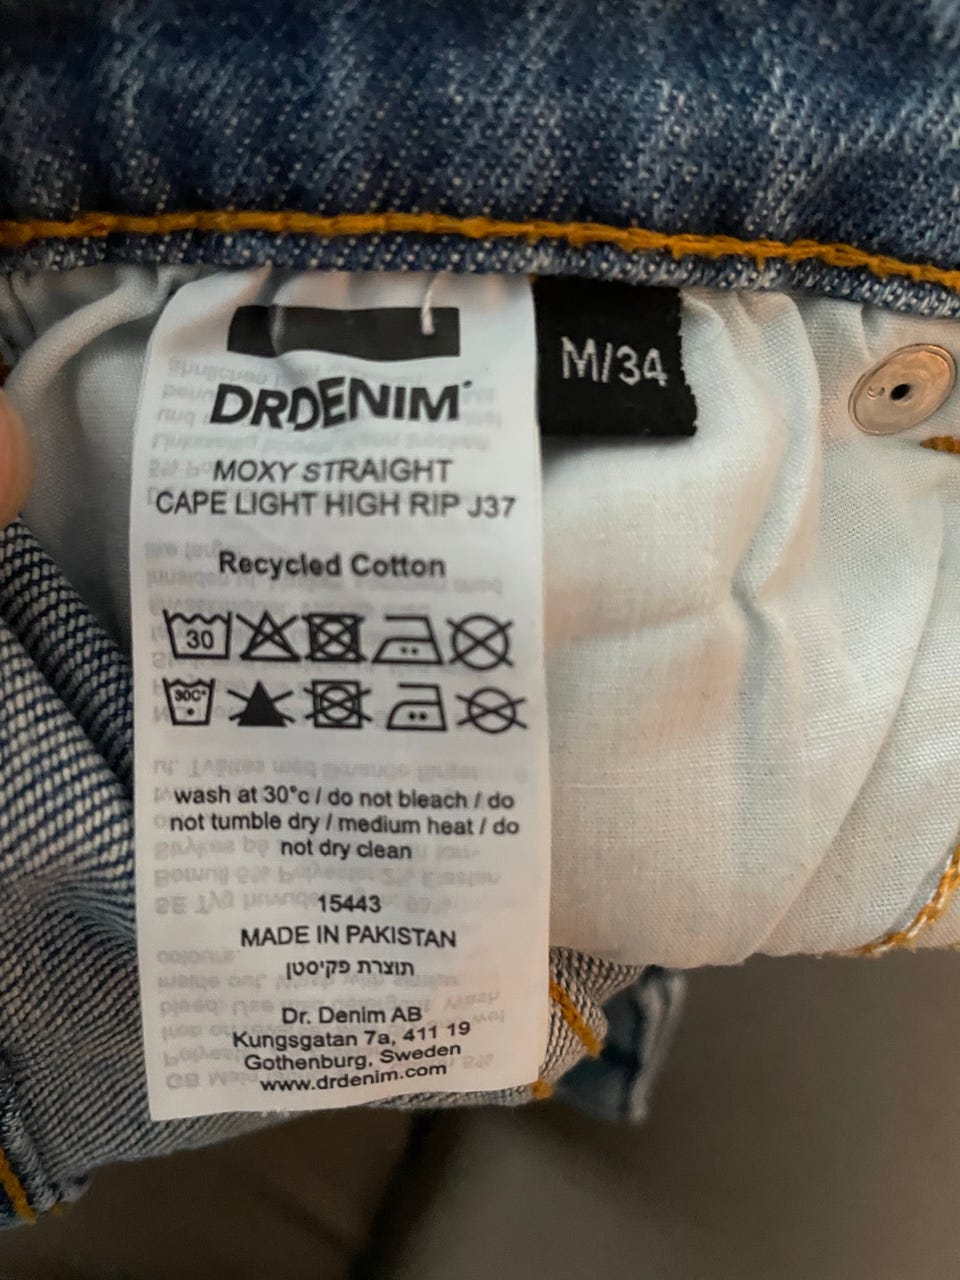 DRDENIM
M/34
MOXY STRAIGHT
CAPE LIGHT HIGH RIP J37
Recycled Cotton
30
30C°
wash at 30°c / do not bleach / do
not tumble dry / medium heat / do
not dry clean
15443
MADE IN PAKISTAN
תוצרת פקיסטן
Dr. Denim AB
Kungsgatan 7a, 411 19
Gothenburg, Sweden
www.drdenim.com